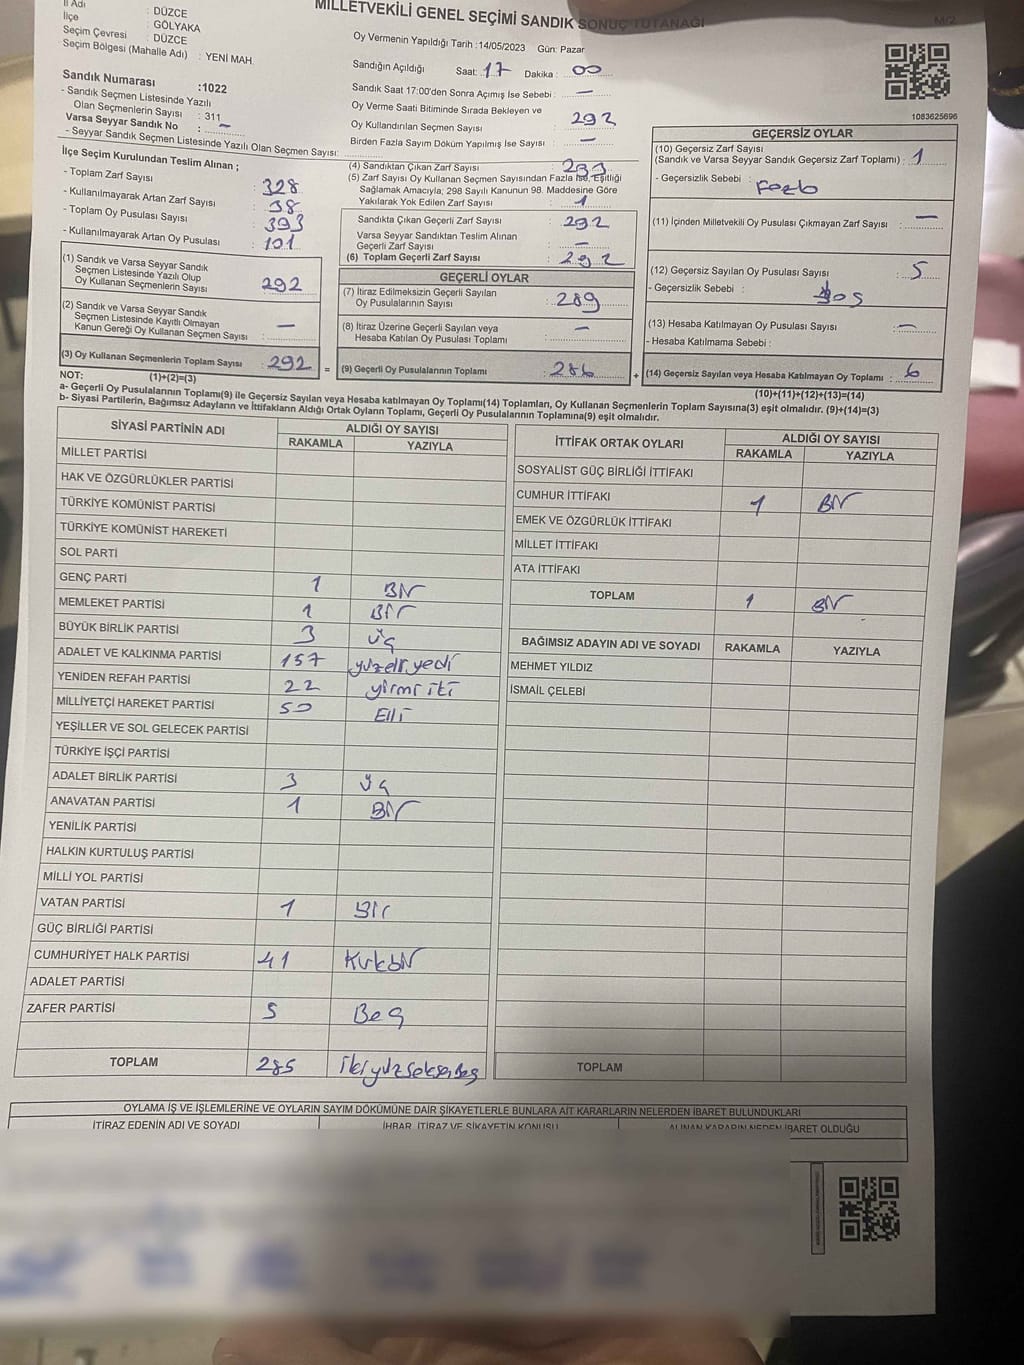 MİLLETVEKİLİ GENEL SEÇİMİ SANDIK SONUÇ TUTANAĞI
M/2
İl Adı : DÜZCE
İlçe : GÖLYAKA
Seçim Çevresi : DÜZCE
Seçim Bölgesi (Mahalle Adı) : YENİ MAH.
Sandık Numarası :1022
- Sandık Seçmen Listesinde Yazılı
Olan Seçmenlerin Sayısı : 311
Varsa Seyyar Sandık No : –
- Seyyar Sandık Seçmen Listesinde Yazılı Olan Seçmen Sayısı:
İlçe Seçim Kurulundan Teslim Alınan ;
- Toplam Zarf Sayısı : 328
- Kullanılmayarak Artan Zarf Sayısı : 38
- Toplam Oy Pusulası Sayısı : 393
- Kullanılmayarak Artan Oy Pusulası : 101
(1) Sandık ve Varsa Seyyar Sandık
Seçmen Listesinde Yazılı Olup
Oy Kullanan Seçmenlerin Sayısı : 292
(2) Sandık ve Varsa Seyyar Sandık
Seçmen Listesinde Kayıtlı Olmayan
Kanun Gereği Oy Kullanan Seçmen Sayısı : –
(3) Oy Kullanan Seçmenlerin Toplam Sayısı : 292
Oy Vermenin Yapıldığı Tarih :14/05/2023 Gün: Pazar
Sandığın Açıldığı Saat: 17 Dakika : 00
Sandık Saat 17:00'den Sonra Açımış İse Sebebi : –
Oy Verme Saati Bitiminde Sırada Bekleyen ve
Oy Kullandırılan Seçmen Sayısı : 292
Birden Fazla Sayım Döküm Yapılmış İse Sayısı : –
(4) Sandıktan Çıkan Zarf Sayısı : 293
(5) Zarf Sayısı Oy Kullanan Seçmen Sayısından Fazla İse, Eşitliği
Sağlamak Amacıyla; 298 Sayılı Kanunun 98. Maddesine Göre
Yakılarak Yok Edilen Zarf Sayısı : 1
Sandıkta Çıkan Geçerli Zarf Sayısı : 292
Varsa Seyyar Sandıktan Teslim Alınan
Geçerli Zarf Sayısı : –
(6) Toplam Geçerli Zarf Sayısı : 292
GEÇERLİ OYLAR
(7) İtiraz Edilmeksizin Geçerli Sayılan
Oy Pusulalarının Sayısı : 289
(8) İtiraz Üzerine Geçerli Sayılan veya
Hesaba Katılan Oy Pusulası Toplamı : –
= (9) Geçerli Oy Pusulalarının Toplamı : 286
1083625696
GEÇERSİZ OYLAR
(10) Geçersiz Zarf Sayısı
(Sandık ve Varsa Seyyar Sandık Geçersiz Zarf Toplamı) : 1
- Geçersizlik Sebebi : Fazla
(11) İçinden Milletvekili Oy Pusulası Çıkmayan Zarf Sayısı : –
(12) Geçersiz Sayılan Oy Pusulası Sayısı : 5
- Geçersizlik Sebebi : Boş
(13) Hesaba Katılmayan Oy Pusulası Sayısı : –
- Hesaba Katılmama Sebebi :
+ (14) Geçersiz Sayılan veya Hesaba Katılmayan Oy Toplamı : 6
NOT: (1)+(2)=(3) (10)+(11)+(12)+(13)=(14)
a- Geçerli Oy Pusulalarının Toplamı(9) ile Geçersiz Sayılan veya Hesaba katılmayan Oy Toplamı(14) Toplamları, Oy Kullanan Seçmenlerin Toplam Sayısına(3) eşit olmalıdır. (9)+(14)=(3)
b- Siyasi Partilerin, Bağımsız Adayların ve İttifakların Aldığı Ortak Oyların Toplamı, Geçerli Oy Pusulalarının Toplamına(9) eşit olmalıdır.
SİYASİ PARTİNİN ADI ALDIĞI OY SAYISI
RAKAMLA YAZIYLA
MİLLET PARTİSİ
HAK VE ÖZGÜRLÜKLER PARTİSİ
TÜRKİYE KOMÜNİST PARTİSİ
TÜRKİYE KOMÜNİST HAREKETİ
SOL PARTİ
GENÇ PARTİ 1 Bir
MEMLEKET PARTİSİ 1 Bir
BÜYÜK BİRLİK PARTİSİ 3 üç
ADALET VE KALKINMA PARTİSİ 157 yüzelliyedi
YENİDEN REFAH PARTİSİ 22 yirmi iki
MİLLİYETÇİ HAREKET PARTİSİ 50 Elli
YEŞİLLER VE SOL GELECEK PARTİSİ
TÜRKİYE İŞÇİ PARTİSİ
ADALET BİRLİK PARTİSİ 3 üç
ANAVATAN PARTİSİ 1 Bir
YENİLİK PARTİSİ
HALKIN KURTULUŞ PARTİSİ
MİLLİ YOL PARTİSİ
VATAN PARTİSİ 1 Bir
GÜÇ BİRLİĞİ PARTİSİ
CUMHURİYET HALK PARTİSİ 41 Kırkbir
ADALET PARTİSİ
ZAFER PARTİSİ 5 Beş
TOPLAM 285 ikiyüzseksenbeş
İTTİFAK ORTAK OYLARI ALDIĞI OY SAYISI
RAKAMLA YAZIYLA
SOSYALİST GÜÇ BİRLİĞİ İTTİFAKI
CUMHUR İTTİFAKI 1 Bir
EMEK VE ÖZGÜRLÜK İTTİFAKI
MİLLET İTTİFAKI
ATA İTTİFAKI
TOPLAM 1 Bir
BAĞIMSIZ ADAYIN ADI VE SOYADI RAKAMLA YAZIYLA
MEHMET YILDIZ
İSMAİL ÇELEBİ
TOPLAM
OYLAMA İŞ VE İŞLEMLERİNE VE OYLARIN SAYIM DÖKÜMÜNE DAİR ŞİKAYETLERLE BUNLARA AİT KARARLARIN NELERDEN İBARET BULUNDUKLARI
İTİRAZ EDENİN ADI VE SOYADI İHBAR, İTİRAZ VE ŞİKAYETİN KONUSU ALINAN KARARIN NEDEN İBARET OLDUĞU